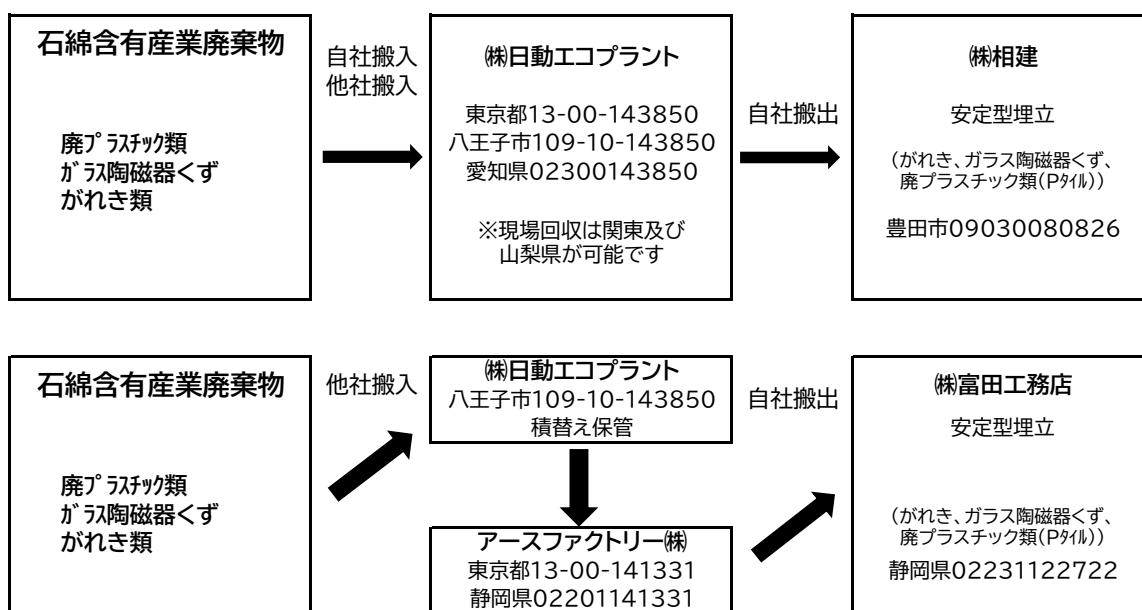 石綿含有産業廃棄物
廃プラスチック類
ガラス陶磁器くず
がれき類
自社搬入
他社搬入
㈱日動エコプラント
東京都13-00-143850
八王子市109-10-143850
愛知県02300143850
※現場回収は関東及び
山梨県が可能です
自社搬出
㈱相建
安定型埋立
(がれき、ガラス陶磁器くず、
廃プラスチック類(Pタイル))
豊田市09030080826
石綿含有産業廃棄物
廃プラスチック類
ガラス陶磁器くず
がれき類
他社搬入
㈱日動エコプラント
八王子市109-10-143850
積替え保管
アースファクトリー㈱
東京都13-00-141331
静岡県02201141331
自社搬出
㈱富田工務店
安定型埋立
(がれき、ガラス陶磁器くず、
廃プラスチック類(Pタイル))
静岡県02231122722